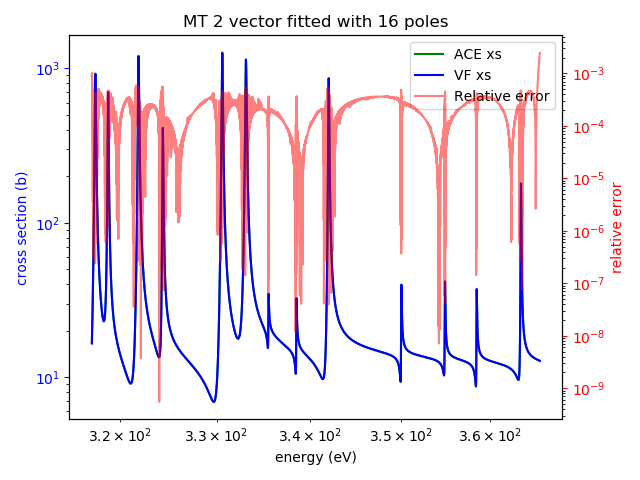 MT 2 vector fitted with 16 poles
ACE xs
VF xs
Relative error
cross section (b)
10³
10²
10¹
relative error
10⁻³
10⁻⁴
10⁻⁵
10⁻⁶
10⁻⁷
10⁻⁸
10⁻⁹
3.2 × 10² 3.3 × 10² 3.4 × 10² 3.5 × 10² 3.6 × 10²
energy (eV)